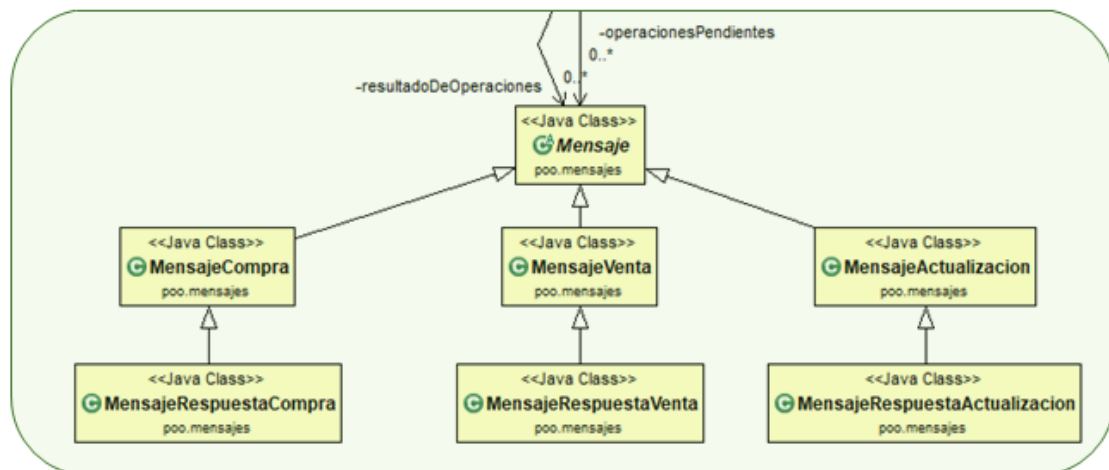 -operacionesPendientes
0..*
0..*
-resultadoDeOperaciones
<<Java Class>>
Mensaje
poo.mensajes
<<Java Class>>
MensajeCompra
poo.mensajes
<<Java Class>>
MensajeVenta
poo.mensajes
<<Java Class>>
MensajeActualizacion
poo.mensajes
<<Java Class>>
MensajeRespuestaCompra
poo.mensajes
<<Java Class>>
MensajeRespuestaVenta
poo.mensajes
<<Java Class>>
MensajeRespuestaActualizacion
poo.mensajes